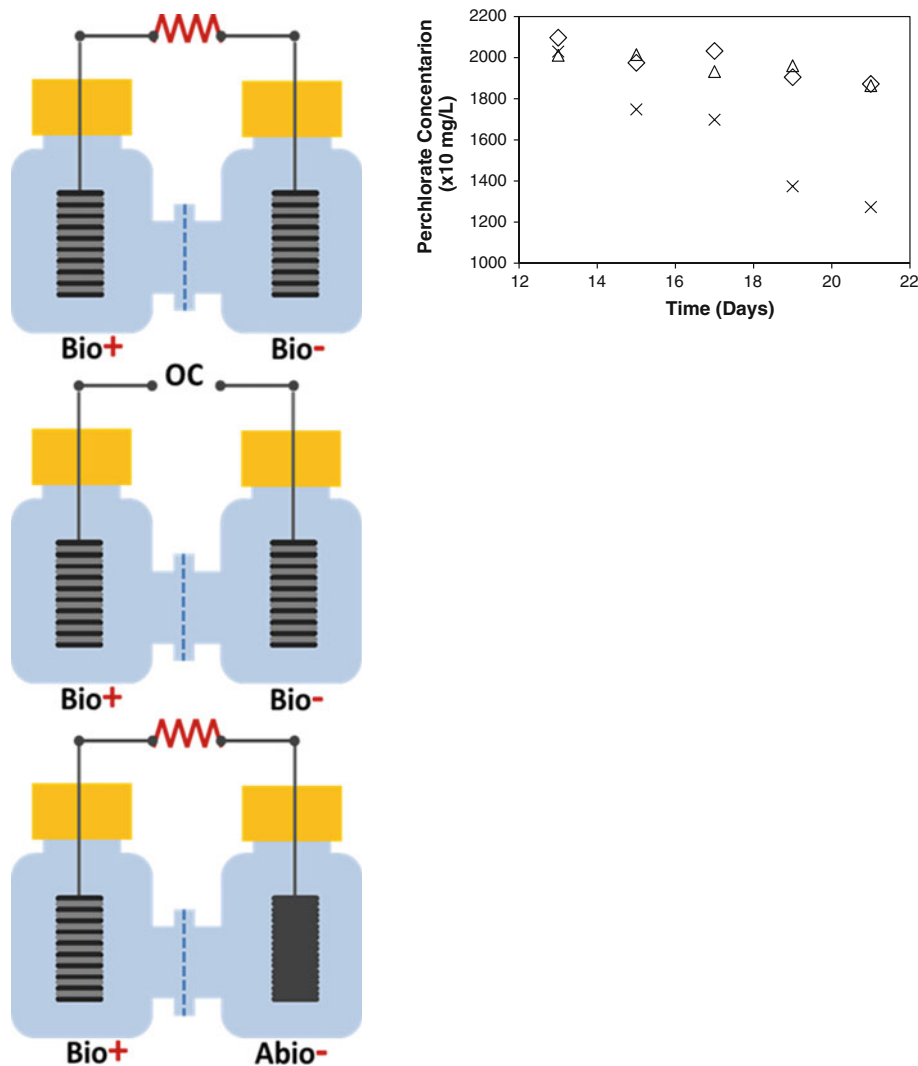 Bio+ Bio-
OC
Bio+ Bio-
Bio+ Abio-
Perchlorate Concentarion
(x10 mg/L)
2200
2000
1800
1600
1400
1200
1000
12 14 16 18 20 22
Time (Days)